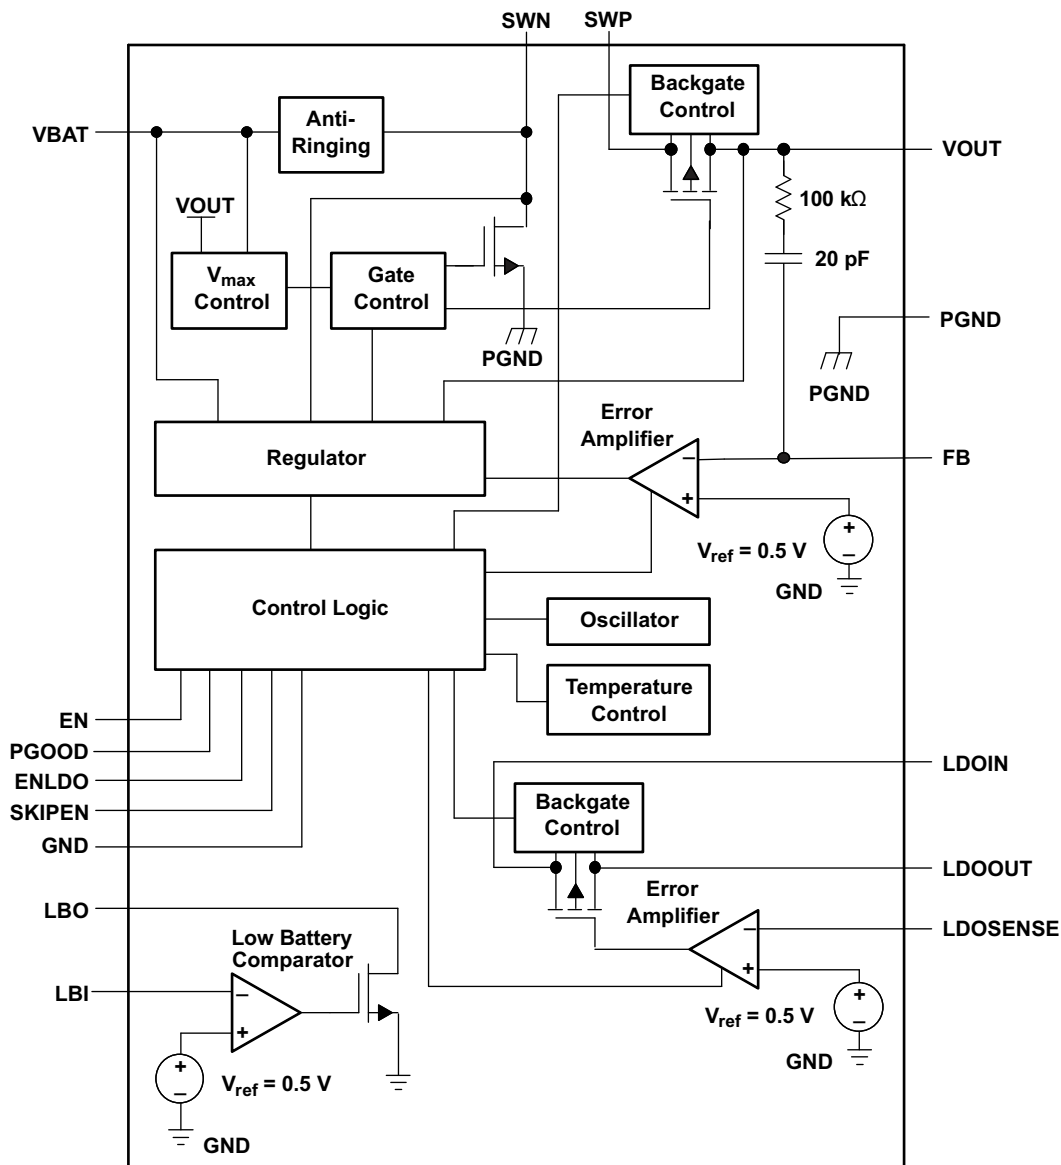 SWN
SWP
Backgate
Control
Anti-
Ringing
VBAT
VOUT
VOUT
100 kΩ
20 pF
Vmax
Control
Gate
Control
PGND
PGND
PGND
Error
Amplifier
Regulator
−
FB
+
+
−
Vref = 0.5 V
GND
Control Logic
Oscillator
Temperature
Control
EN
PGOOD
ENLDO
SKIPEN
GND
LDOIN
Backgate
Control
LDOOUT
Error
Amplifier
LDOSENSE
−
+
+
−
Vref = 0.5 V
GND
LBO
Low Battery
Comparator
LBI
−
+
+
−
Vref = 0.5 V
GND